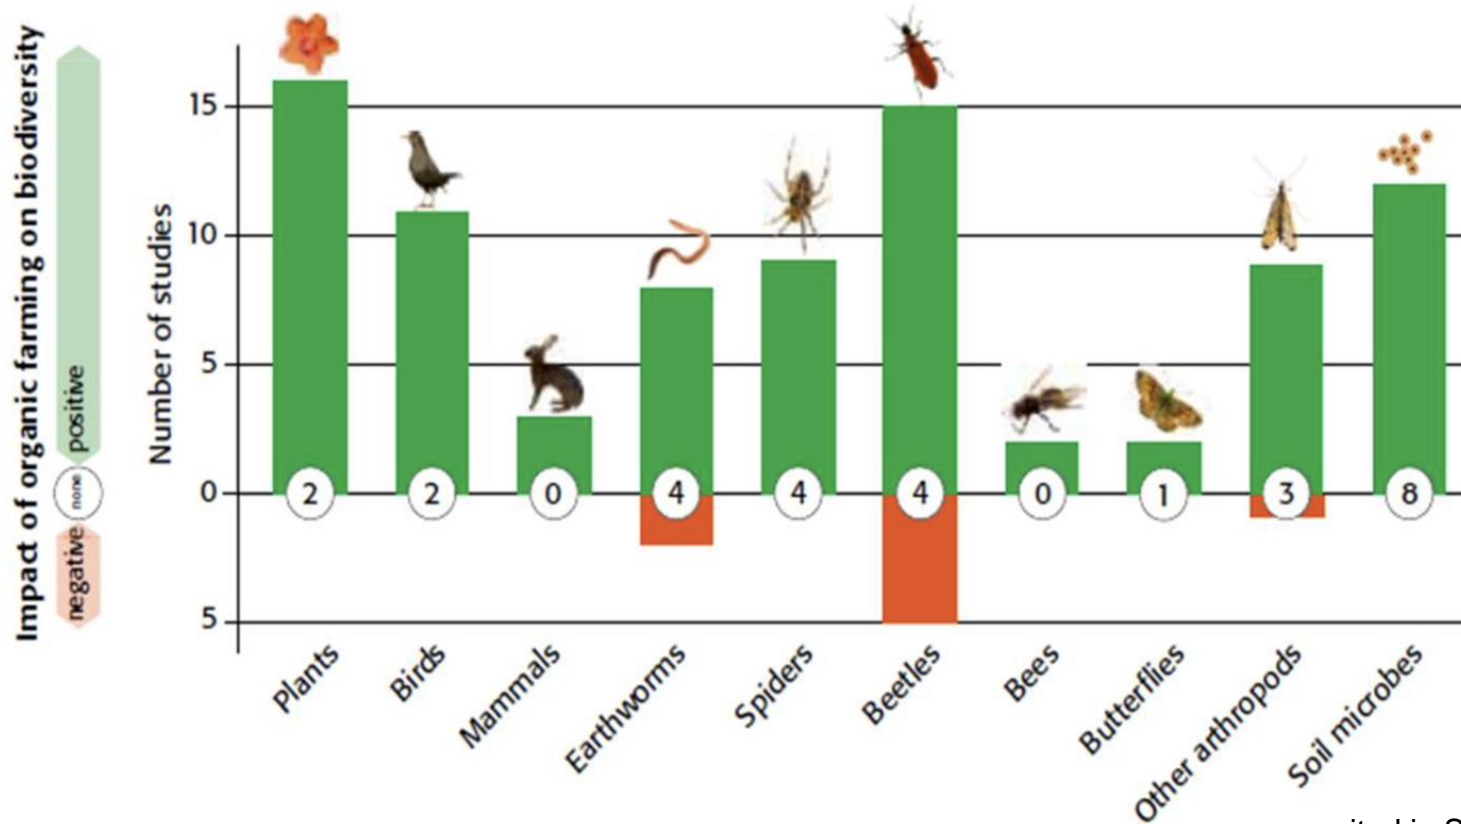 Impact of organic farming on biodiversity
positive
none
negative
Number of studies
15
10
5
0
5
2
2
0
4
4
4
0
1
3
8
Plants
Birds
Mammals
Earthworms
Spiders
Beetles
Bees
Butterflies
Other arthropods
Soil microbes